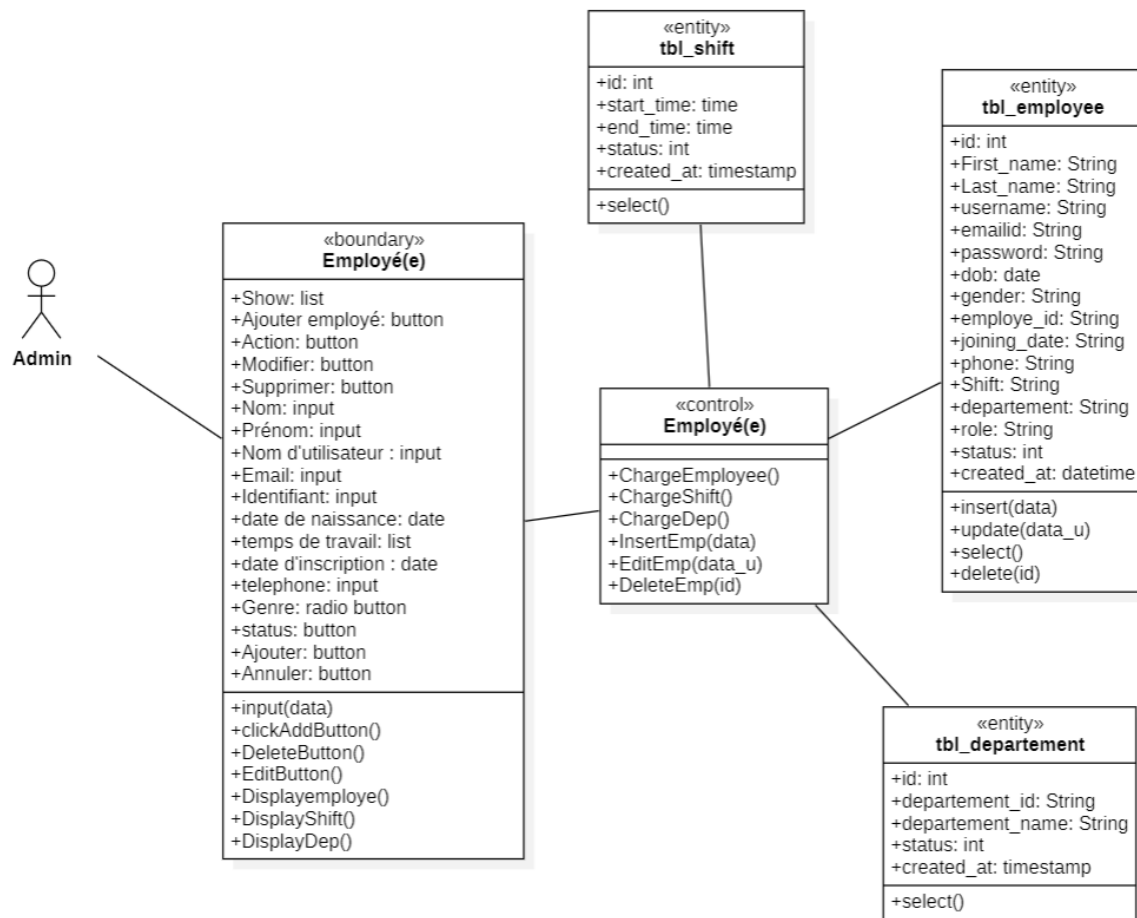 Admin
«boundary»
Employé(e)
+Show: list
+Ajouter employé: button
+Action: button
+Modifier: button
+Supprimer: button
+Nom: input
+Prénom: input
+Nom d'utilisateur : input
+Email: input
+Identifiant: input
+date de naissance: date
+temps de travail: list
+date d'inscription : date
+telephone: input
+Genre: radio button
+status: button
+Ajouter: button
+Annuler: button
+input(data)
+clickAddButton()
+DeleteButton()
+EditButton()
+Displayemploye()
+DisplayShift()
+DisplayDep()
«entity»
tbl_shift
+id: int
+start_time: time
+end_time: time
+status: int
+created_at: timestamp
+select()
«control»
Employé(e)
+ChargeEmployee()
+ChargeShift()
+ChargeDep()
+InsertEmp(data)
+EditEmp(data_u)
+DeleteEmp(id)
«entity»
tbl_employee
+id: int
+First_name: String
+Last_name: String
+username: String
+emailid: String
+password: String
+dob: date
+gender: String
+employe_id: String
+joining_date: String
+phone: String
+Shift: String
+departement: String
+role: String
+status: int
+created_at: datetime
+insert(data)
+update(data_u)
+select()
+delete(id)
«entity»
tbl_departement
+id: int
+departement_id: String
+departement_name: String
+status: int
+created_at: timestamp
+select()